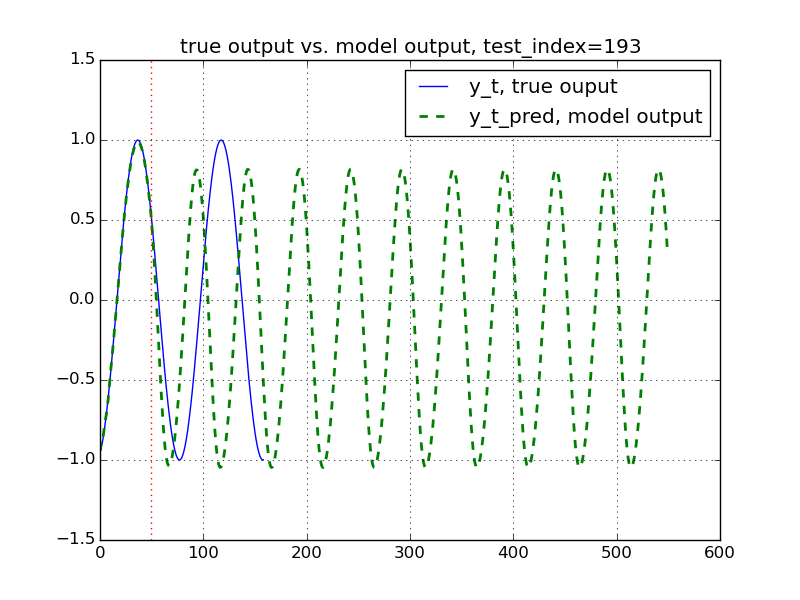 true output vs. model output, test_index=193
y_t, true ouput
y_t_pred, model output
1.5
1.0
0.5
0.0
−0.5
−1.0
−1.5
0 100 200 300 400 500 600